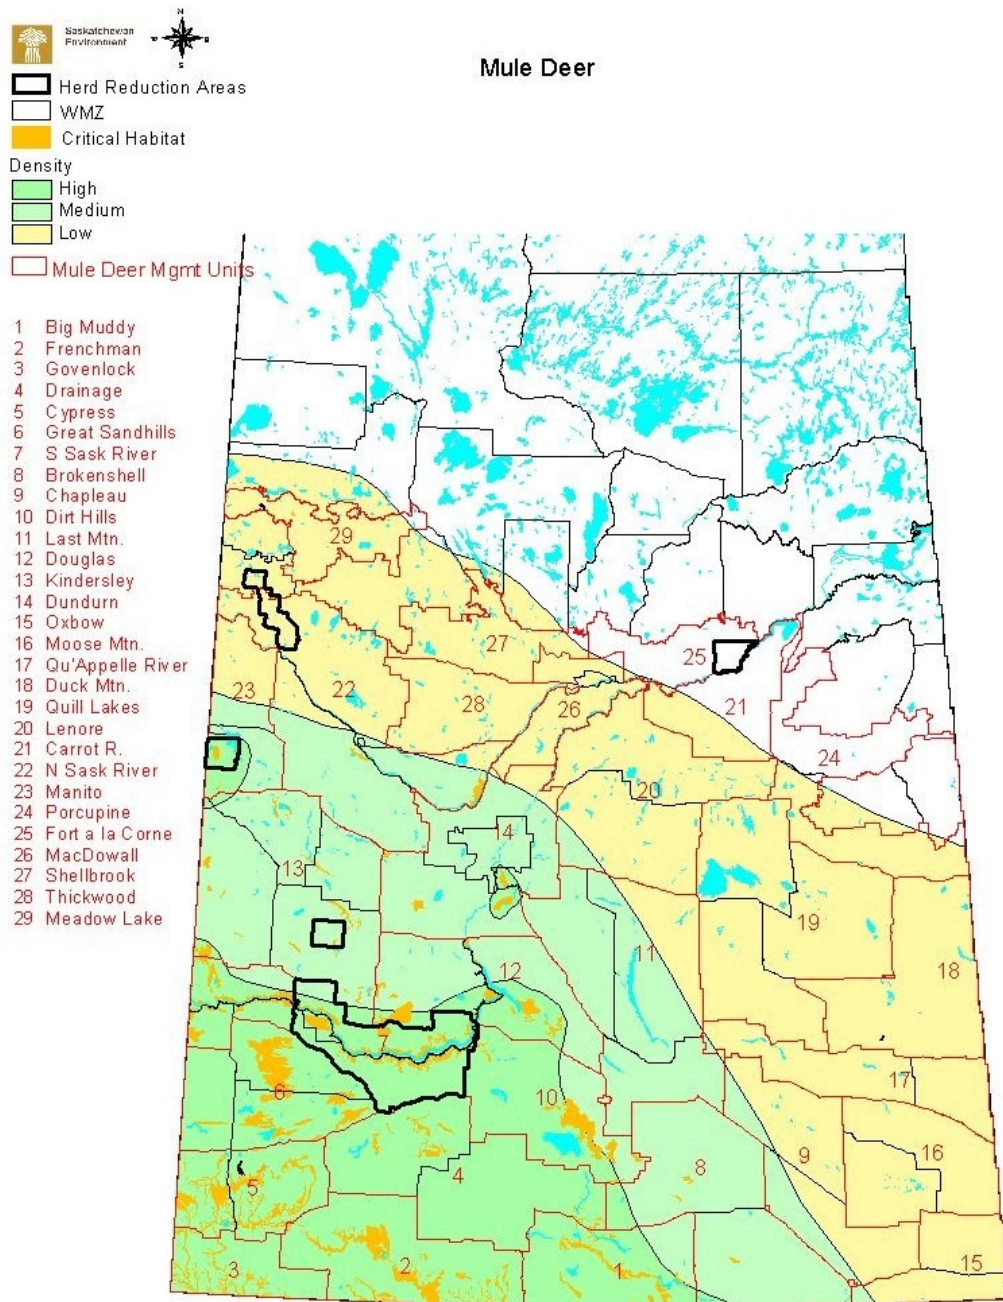 Saskatchewan
Environment
N
S
Mule Deer
Herd Reduction Areas
WMZ
Critical Habitat
Density
High
Medium
Low
Mule Deer Mgmt Units
1 Big Muddy
2 Frenchman
3 Govenlock
4 Drainage
5 Cypress
6 Great Sandhills
7 S Sask River
8 Brokenshell
9 Chapleau
10 Dirt Hills
11 Last Mtn.
12 Douglas
13 Kindersley
14 Dundurn
15 Oxbow
16 Moose Mtn.
17 Qu'Appelle River
18 Duck Mtn.
19 Quill Lakes
20 Lenore
21 Carrot R.
22 N Sask River
23 Manito
24 Porcupine
25 Fort a la Corne
26 MacDowall
27 Shellbrook
28 Thickwood
29 Meadow Lake
29
27
25
23
22
28
26
21
24
20
14
13
19
11
12
18
7
17
6
10
16
9
8
4
5
15
3
2
1